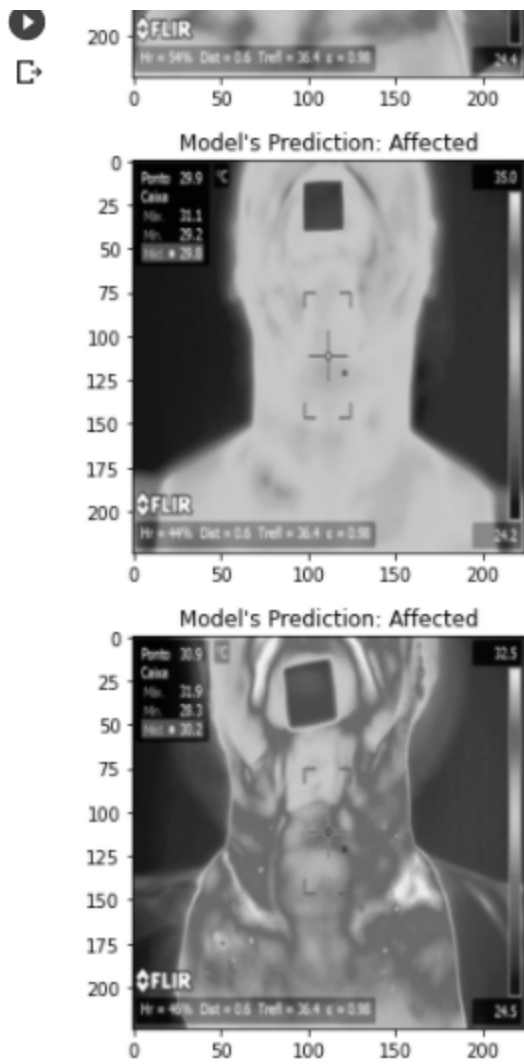 200
FLIR
Hr = 54% Dist = 0.6 Trefl = 36.4 ε = 0.98
24.4
0 50 100 150 200
Model's Prediction: Affected
0
Ponto 29.9 °C
35.0
Caixa
Máx. 31.1
25
Mín. 29.2
Méd 29.8
50
75
100
125
150
175
FLIR
200
Hr = 44% Dist = 0.6 Trefl = 36.4 ε = 0.98
24.2
0 50 100 150 200
Model's Prediction: Affected
0
Ponto 30.9 °C
32.5
Caixa
Máx. 31.9
25
Mín. 28.3
Méd 30.2
50
75
100
125
150
175
FLIR
200
Hr = 46% Dist = 0.6 Trefl = 36.4 ε = 0.98
24.5
0 50 100 150 200